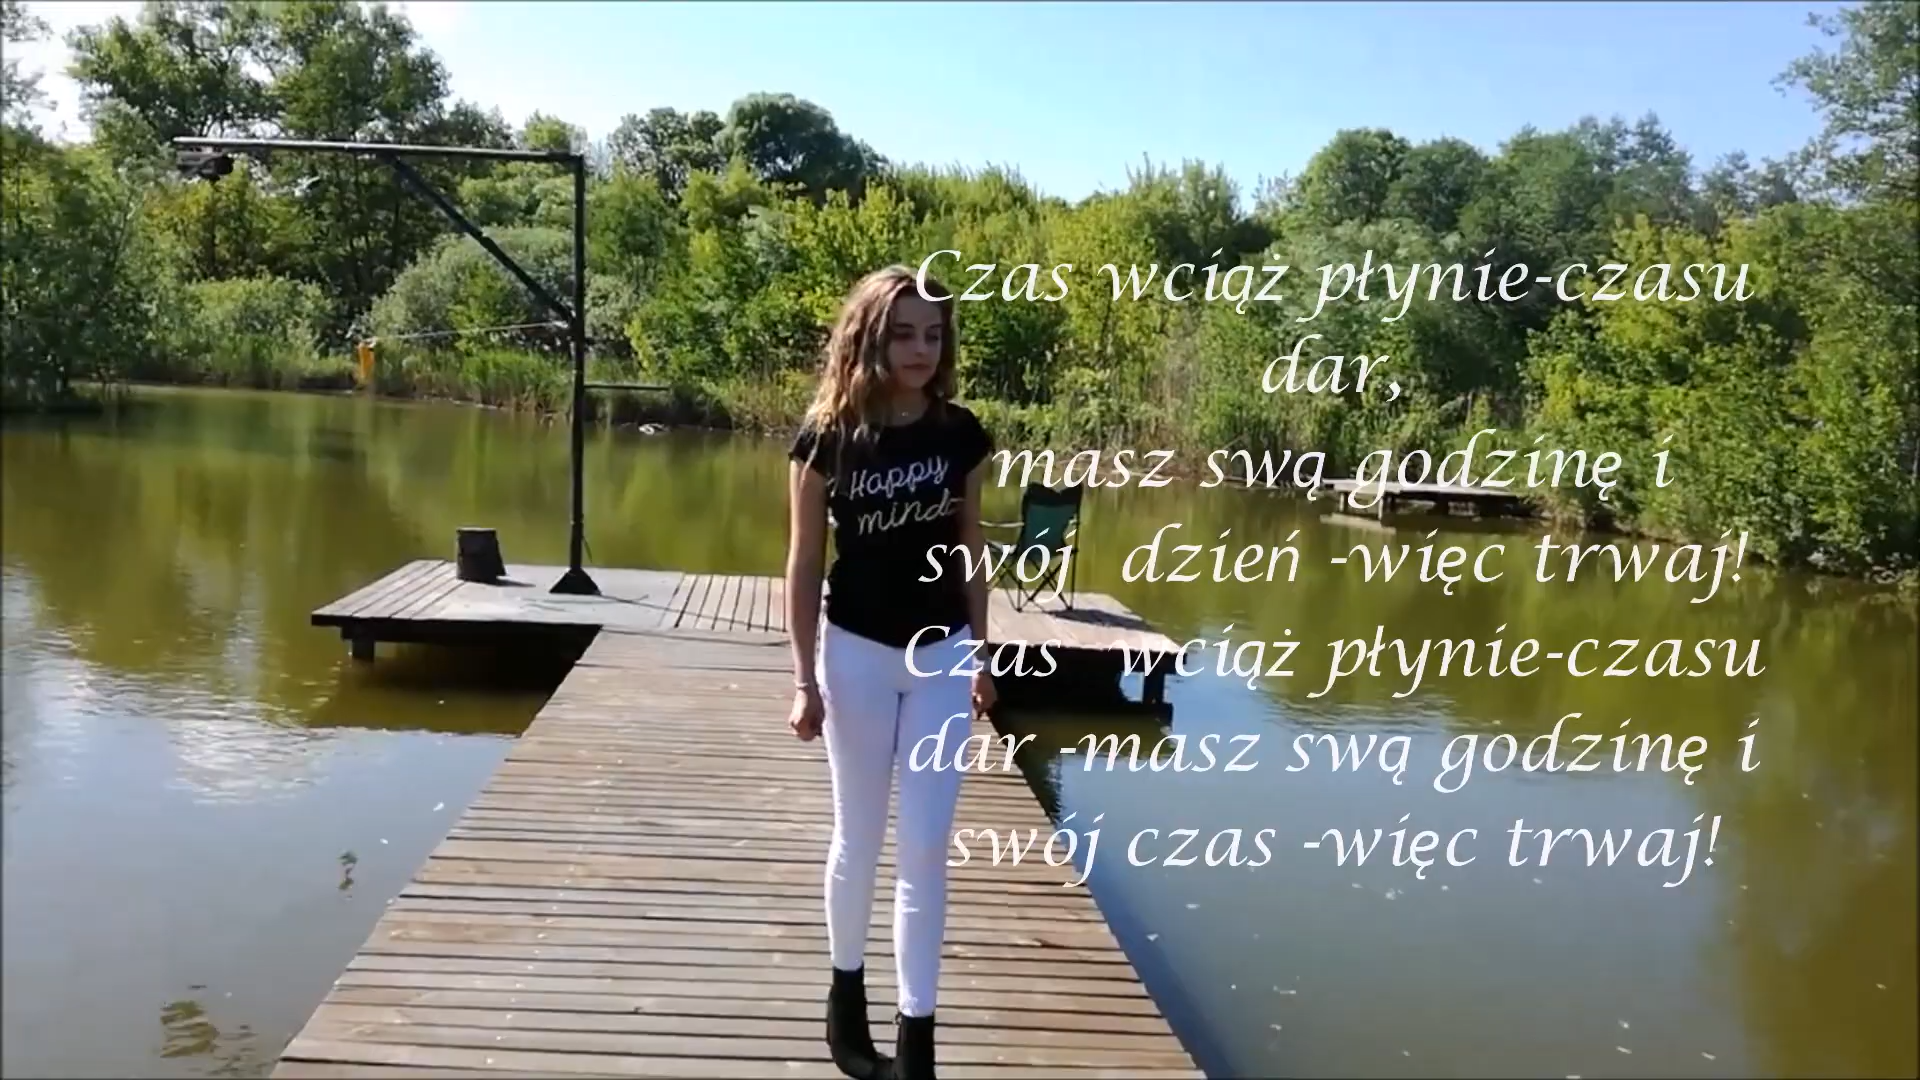 Czas wciąż płynie-czasu
dar,
masz swą godzinę i
swój  dzień -więc trwaj!
Czas  wciąż płynie-czasu
dar -masz swą godzinę i
swój czas -więc trwaj!
Happy
mind